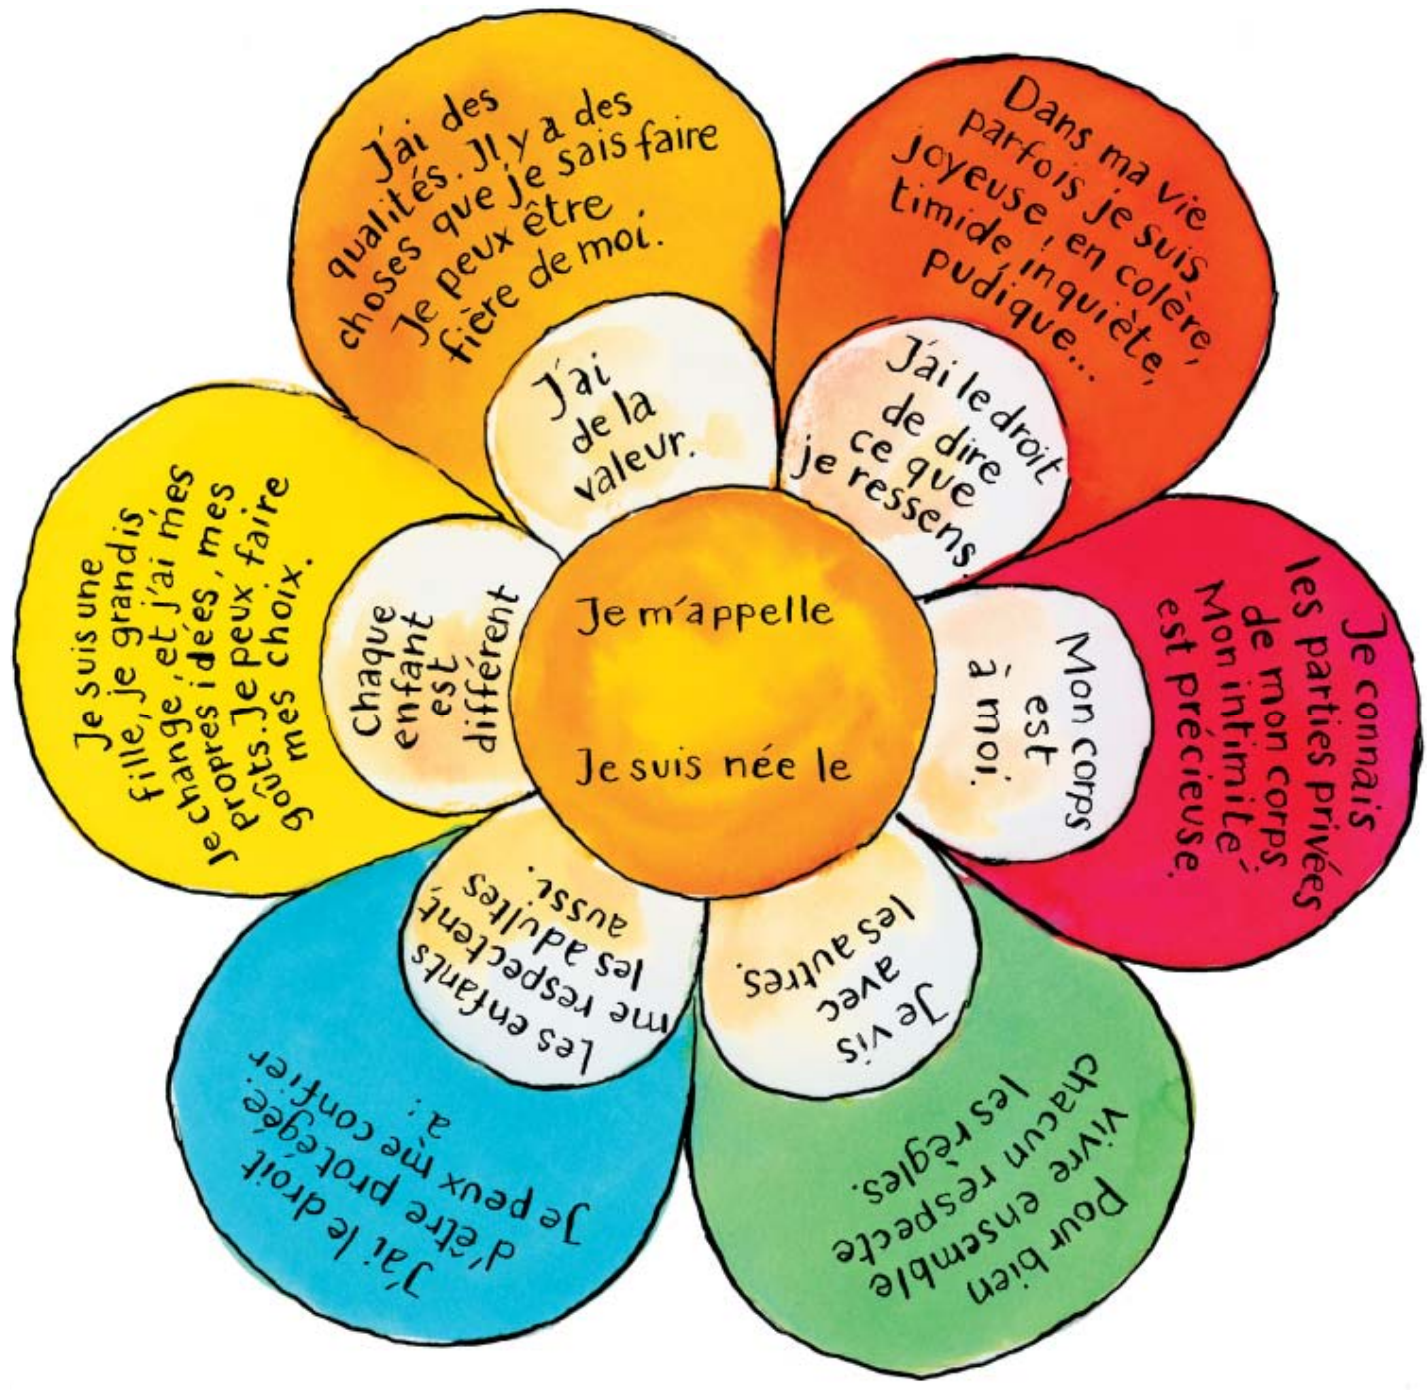 Je m'appelle
Je suis née le
J'ai
de la
valeur.
J'ai des
qualités. Il y a des
choses que je sais faire
Je peux être
fière de moi.
J'ai le droit
de dire
ce que
je ressens.
Dans ma vie
parfois je suis
joyeuse, en colère,
timide, inquiète,
pudique...
Mon corps
est
à moi.
Je connais
les parties privées
de mon corps
Mon intimité
est précieuse.
Je vis
avec
les autres.
Pour bien
vivre ensemble
chacun respecte
les règles.
Les enfants
me respectent,
les adultes
aussi.
J'ai le droit
d'être protégée.
Je peux me confier
à :
Chaque
enfant
est
différent
Je suis une
fille, je grandis,
Je change, et j'ai mes
propres idées, mes
goûts. Je peux faire
mes choix.